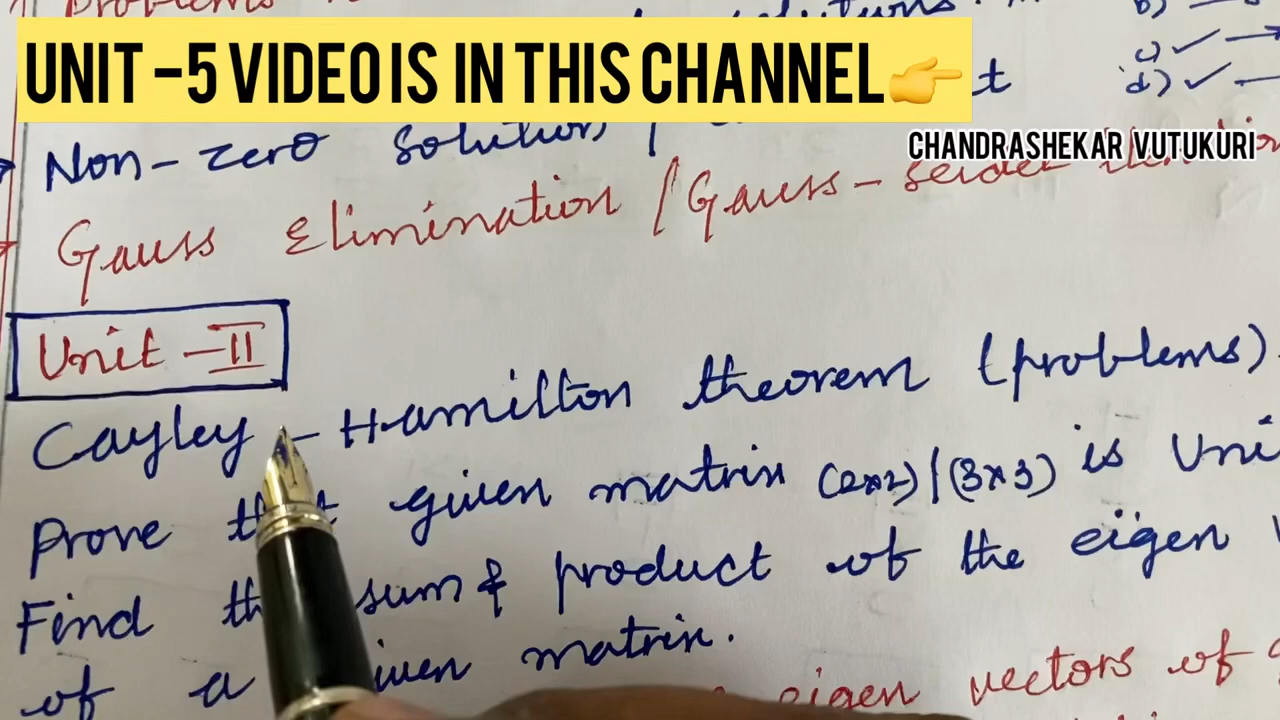 Problems
UNIT -5 VIDEO IS IN THIS CHANNEL👉
b)
c) ✓ →
t d) ✓ -
CHANDRASHEKAR VUTUKURI
Non-zero solution /
Gauss Elimination / Gauss-seidel
Unit - II
Cayley - Hamilton theorem (problems).
Prove given matrix (2x2) | (3x3) is
Find sum & product of the eigen
of a matrix.
eigen vectors of